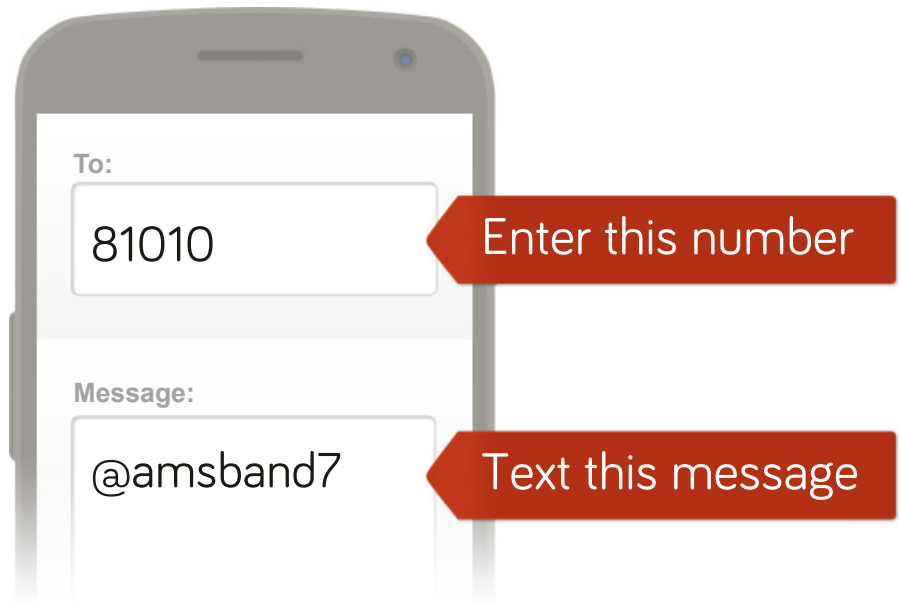 To:
81010
Enter this number
Message:
@amsband7
Text this message